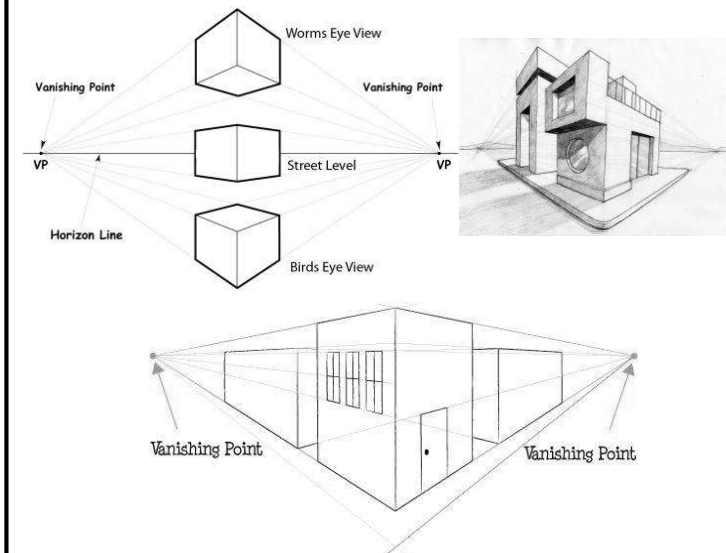 Worms Eye View
Vanishing Point
Vanishing Point
VP
VP
Street Level
Horizon Line
Birds Eye View
Vanishing Point
Vanishing Point